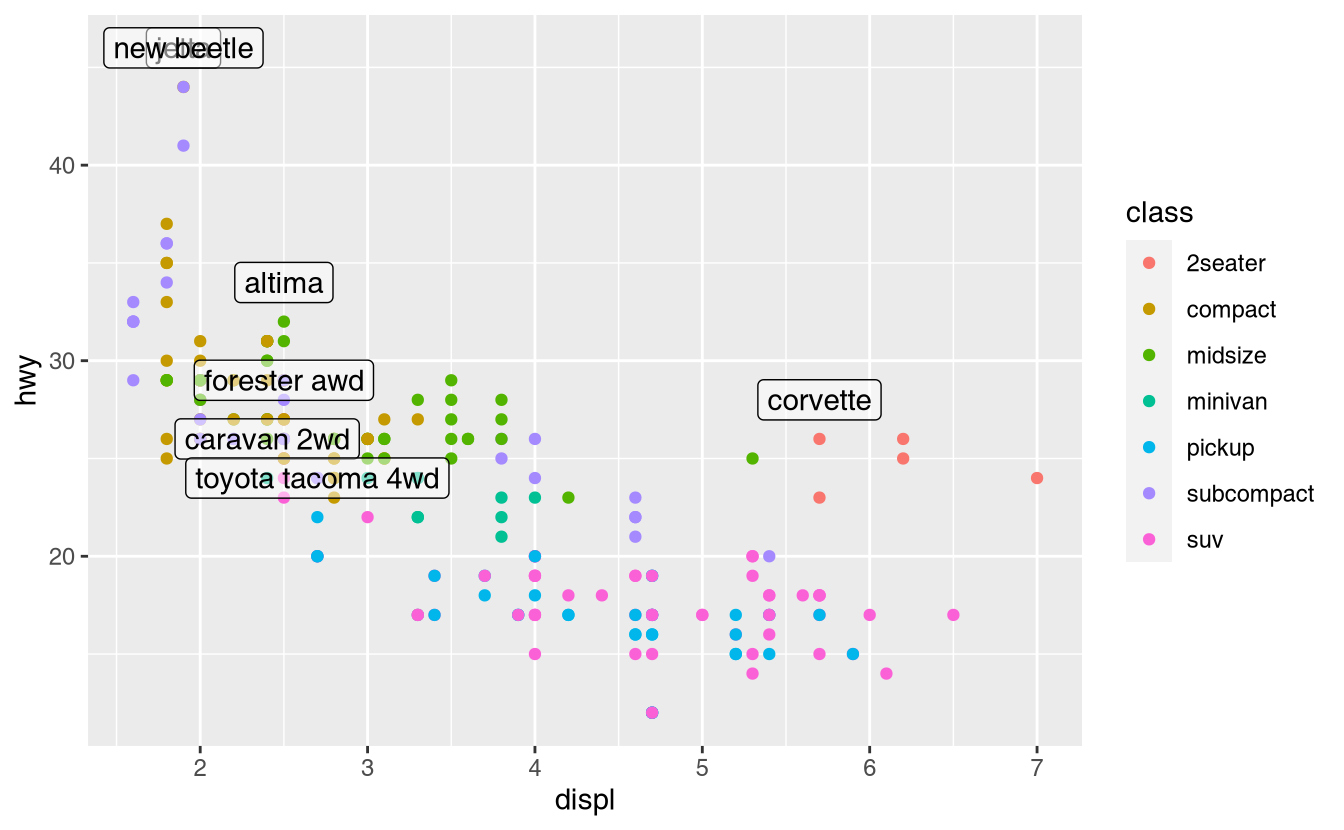 new beetle
jetta
40
altima
30
forester awd
corvette
caravan 2wd
toyota tacoma 4wd
20
hwy
2
3
4
5
6
7
displ
class
2seater
compact
midsize
minivan
pickup
subcompact
suv